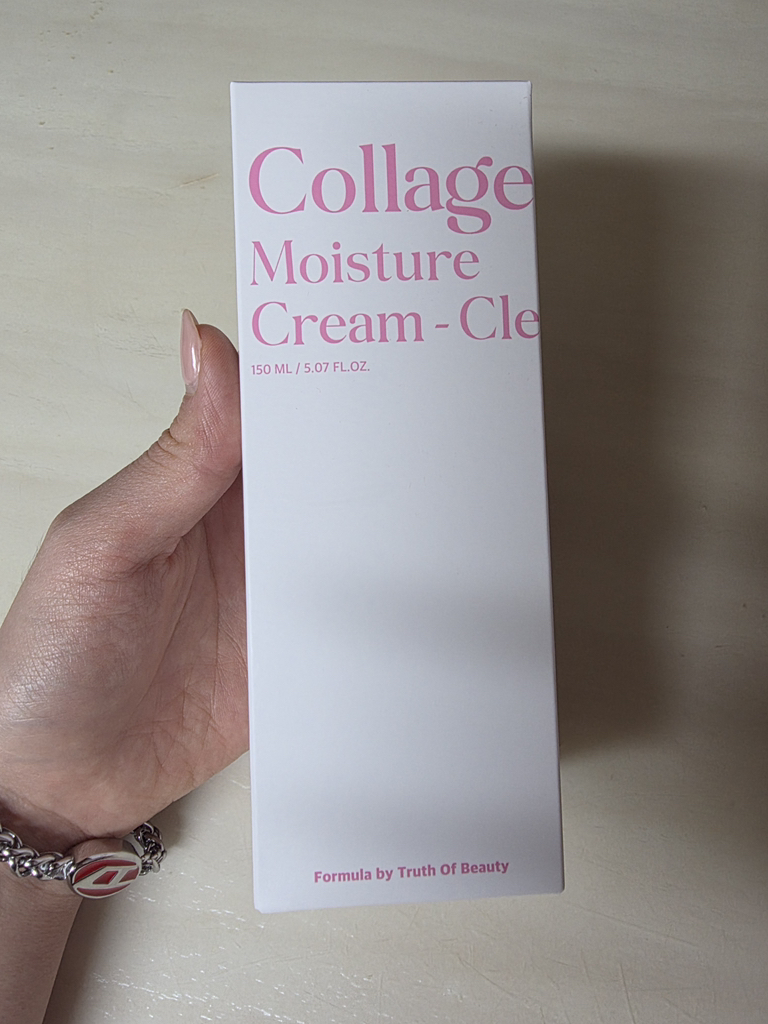 Collage
Moisture
Cream - Cle
150 ML / 5.07 FL.OZ.
Formula by Truth Of Beauty